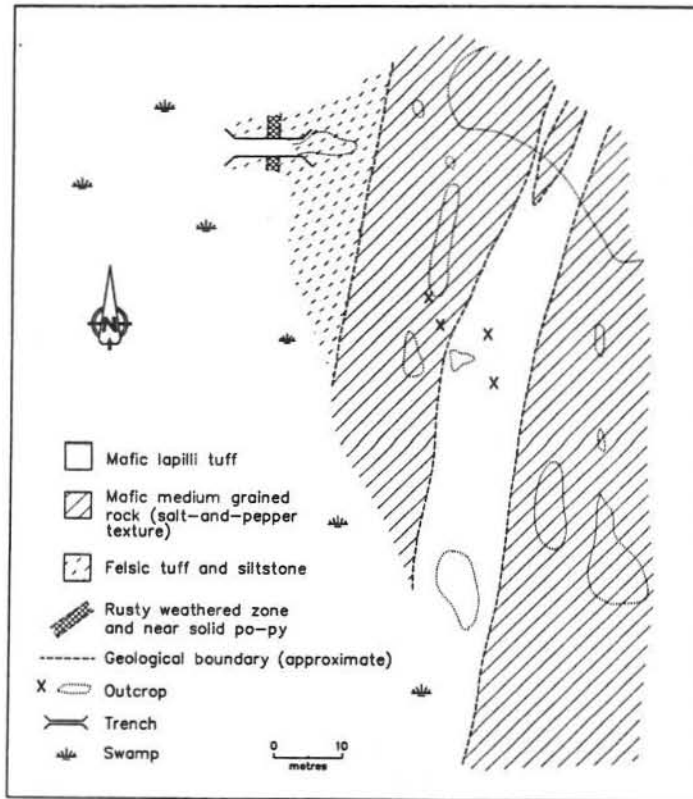 N
Mafic lapilli tuff
Mafic medium grained
rock (salt-and-pepper
texture)
Felsic tuff and siltstone
Rusty weathered zone
and near solid po-py
Geological boundary (approximate)
X Outcrop
Trench
Swamp
0 10
metres
X
X
X
X